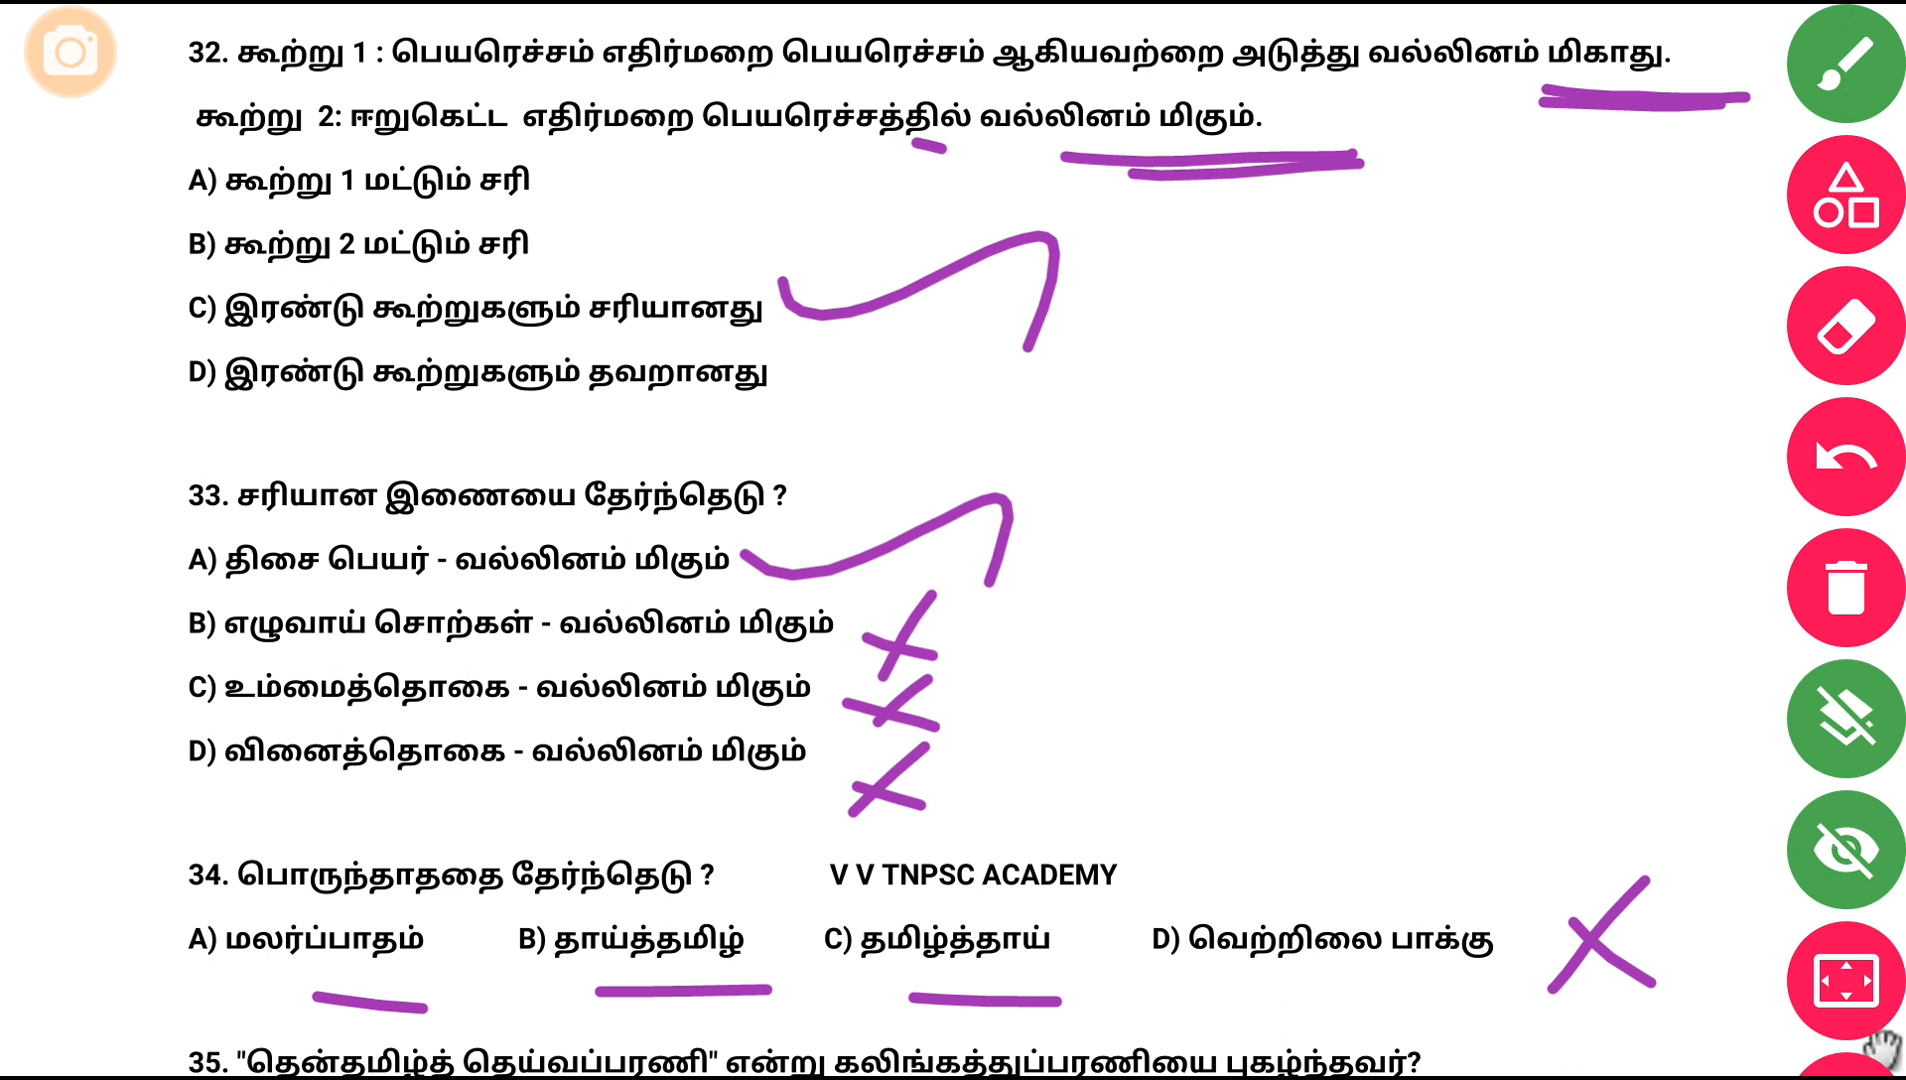 32. கூற்று 1 : பெயரெச்சம் எதிர்மறை பெயரெச்சம் ஆகியவற்றை அடுத்து வல்லினம் மிகாது.
கூற்று 2: ஈறுகெட்ட எதிர்மறை பெயரெச்சத்தில் வல்லினம் மிகும்.
A) கூற்று 1 மட்டும் சரி
B) கூற்று 2 மட்டும் சரி
C) இரண்டு கூற்றுகளும் சரியானது
D) இரண்டு கூற்றுகளும் தவறானது
33. சரியான இணையை தேர்ந்தெடு ?
A) திசை பெயர் - வல்லினம் மிகும்
B) எழுவாய் சொற்கள் - வல்லினம் மிகும்
C) உம்மைத்தொகை - வல்லினம் மிகும்
D) வினைத்தொகை - வல்லினம் மிகும்
34. பொருந்தாததை தேர்ந்தெடு ? V V TNPSC ACADEMY
A) மலர்ப்பாதம் B) தாய்த்தமிழ் C) தமிழ்த்தாய் D) வெற்றிலை பாக்கு
35. "தென்தமிழ்த் தெய்வப்பரணி" என்று கலிங்கத்துப்பரணியை புகழ்ந்தவர்?